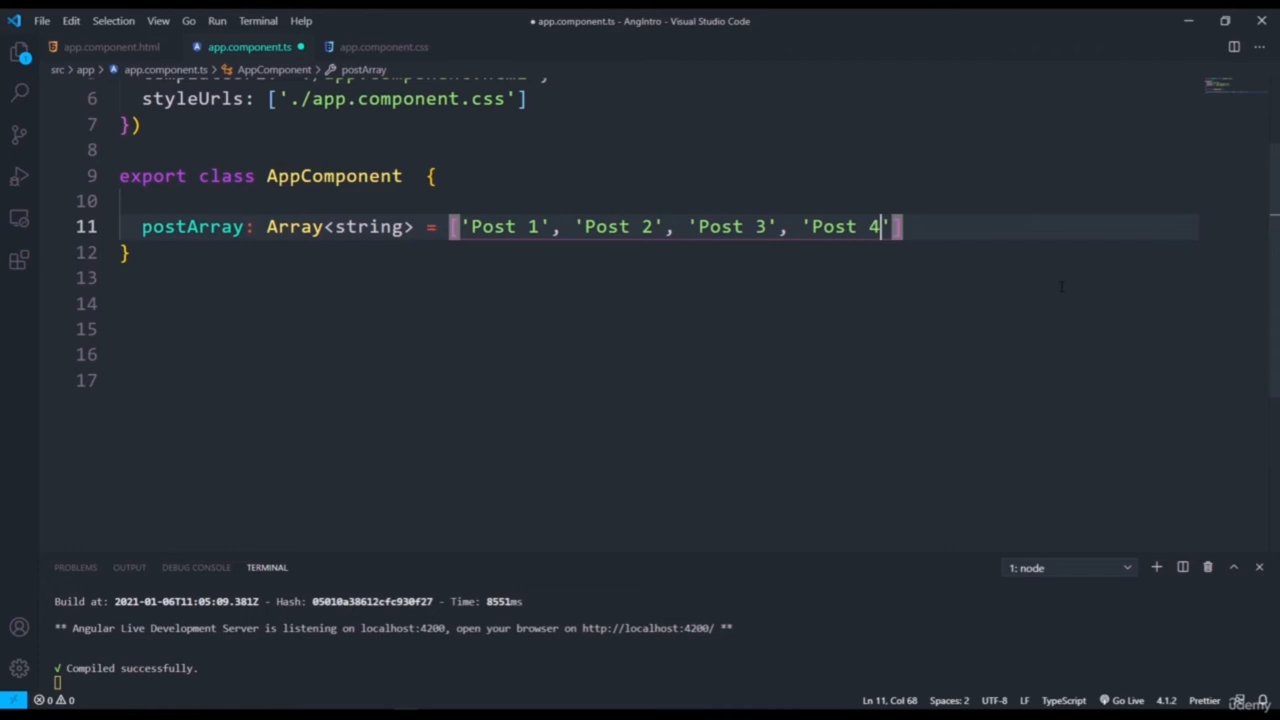 File Edit Selection View Go Run Terminal Help
● app.component.ts - AngIntro - Visual Studio Code
app.component.html app.component.ts app.component.css
src > app > app.component.ts > AppComponent > postArray
6 styleUrls: ['./app.component.css']
7 })
8
9 export class AppComponent {
10
11 postArray: Array<string> = ['Post 1', 'Post 2', 'Post 3', 'Post 4']
12 }
13
14
15
16
17
PROBLEMS OUTPUT DEBUG CONSOLE TERMINAL 1: node
Build at: 2021-01-06T11:05:09.381Z - Hash: 05010a38612cfc930f27 - Time: 8551ms
** Angular Live Development Server is listening on localhost:4200, open your browser on http://localhost:4200/ **
√ Compiled successfully.
0 0 Ln 11, Col 68 Spaces: 2 UTF-8 LF TypeScript Go Live 4.1.2 Prettier
udemy